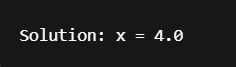 Solution: x = 4.0